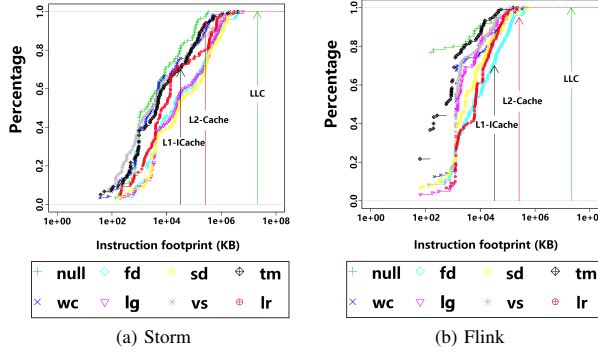 Percentage
1.0
0.8
0.6
0.4
0.2
0.0
LLC
L2-Cache
L1-ICache
1e+00 1e+02 1e+04 1e+06 1e+08
Instruction footprint (KB)
null fd sd tm
wc lg vs lr
(a) Storm
Percentage
1.0
0.8
0.6
0.4
0.2
0.0
LLC
L2-Cache
L1-ICache
1e+00 1e+02 1e+04 1e+06 1e+08
Instruction footprint (KB)
null fd sd tm
wc lg vs lr
(b) Flink